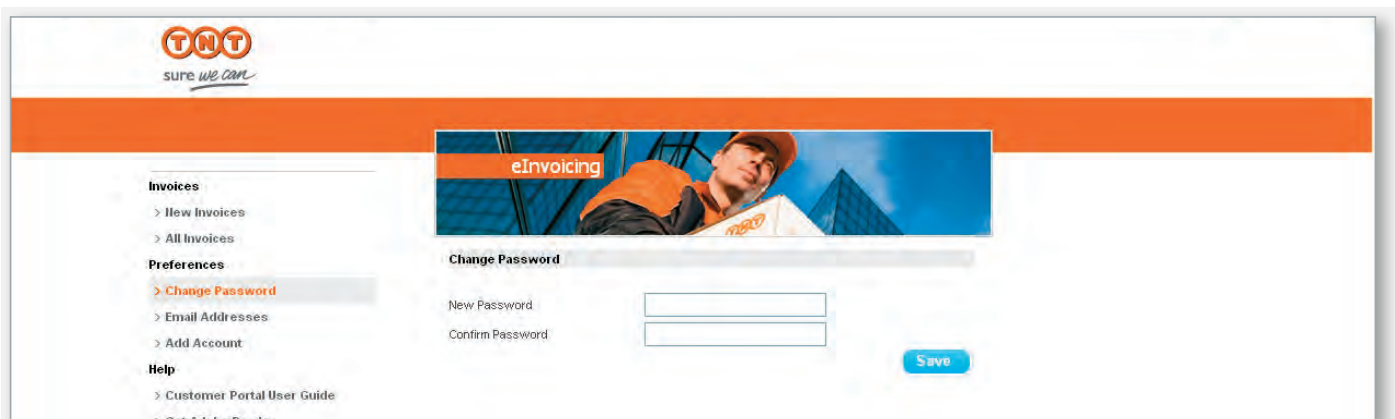 TNT
sure we can
eInvoicing
TNT
Invoices
> New Invoices
> All Invoices
Preferences
> Change Password
> Email Addresses
> Add Account
Help
> Customer Portal User Guide
Change Password
New Password
Confirm Password
Save